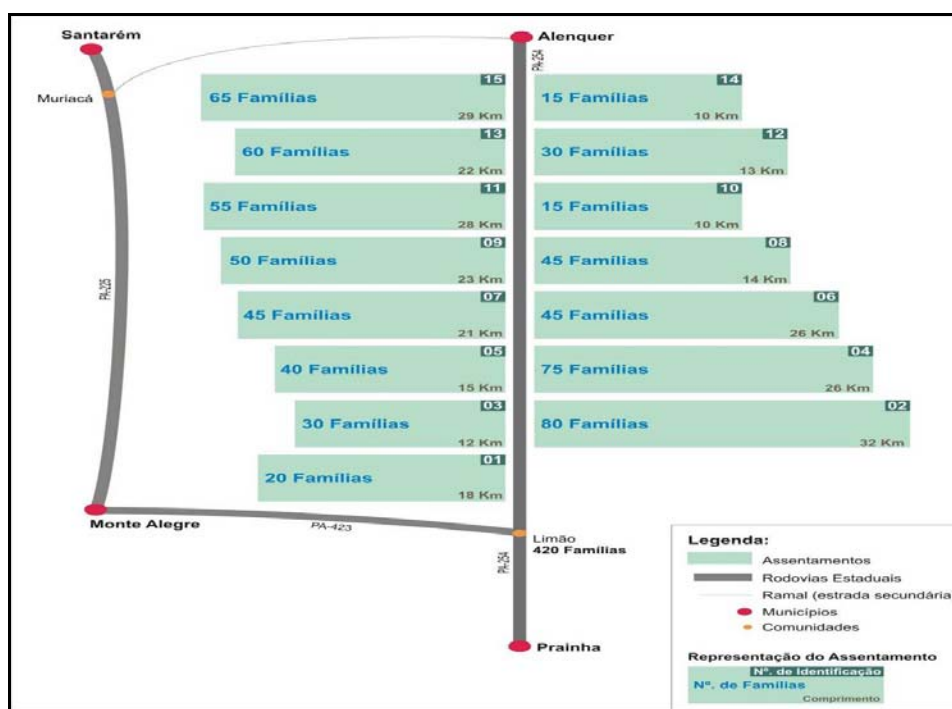 Santarém
Alenquer
PA-254
Muriacá
15
65 Famílias
29 Km
14
15 Famílias
10 Km
13
60 Famílias
22 Km
12
30 Famílias
13 Km
11
55 Famílias
28 Km
10
15 Famílias
10 Km
09
50 Famílias
23 Km
08
45 Famílias
14 Km
PA-225
07
45 Famílias
21 Km
06
45 Famílias
26 Km
05
40 Famílias
15 Km
04
75 Famílias
26 Km
03
30 Famílias
12 Km
02
80 Famílias
32 Km
01
20 Famílias
18 Km
Monte Alegre
PA-423
Limão
420 Famílias
PA-254
Prainha
Legenda:
Assentamentos
Rodovias Estaduais
Ramal (estrada secundária
Municípios
Comunidades
Representação do Assentamento
Nº. de Identificação
Nº. de Famílias
Comprimento